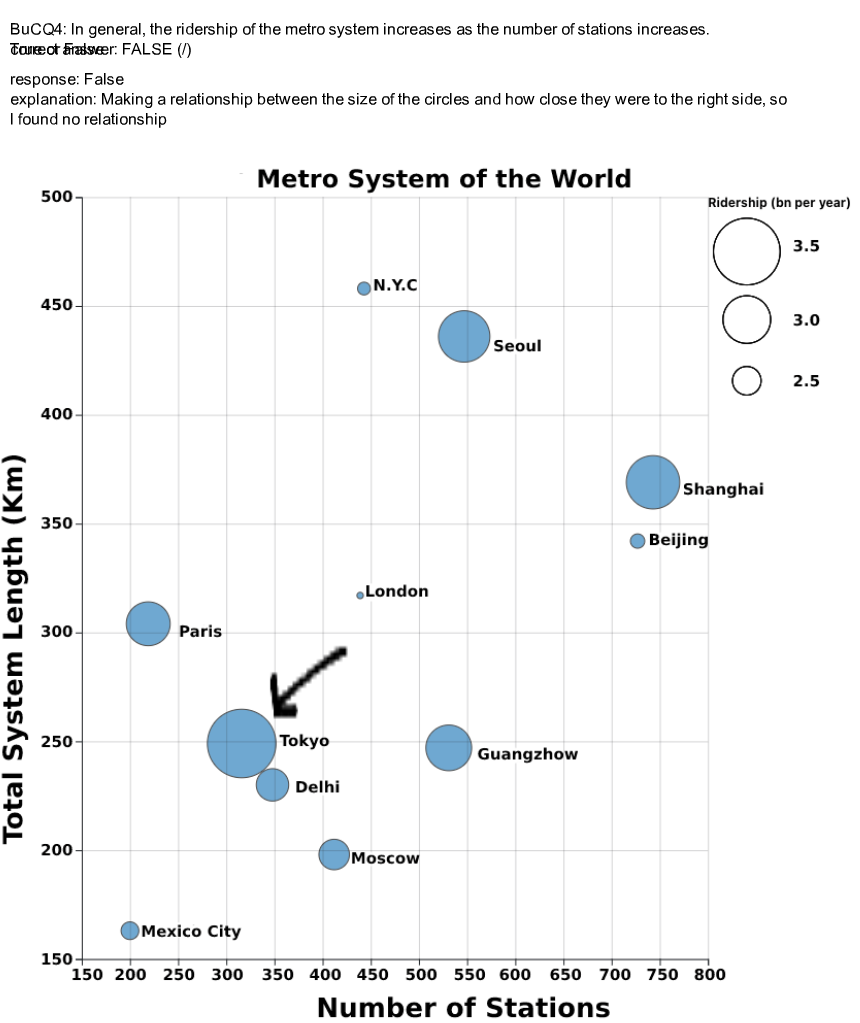 BuCQ4: In general, the ridership of the metro system increases as the number of stations increases.
True or False
correct answer: FALSE (/)
response: False
explanation: Making a relationship between the size of the circles and how close they were to the right side, so
I found no relationship
Metro System of the World
Ridership (bn per year)
3.5
3.0
2.5
500
450
400
350
300
250
200
150
Total System Length (Km)
N.Y.C
Seoul
Shanghai
Beijing
London
Paris
Tokyo
Guangzhow
Delhi
Moscow
Mexico City
150 200 250 300 350 400 450 500 550 600 650 700 750 800
Number of Stations